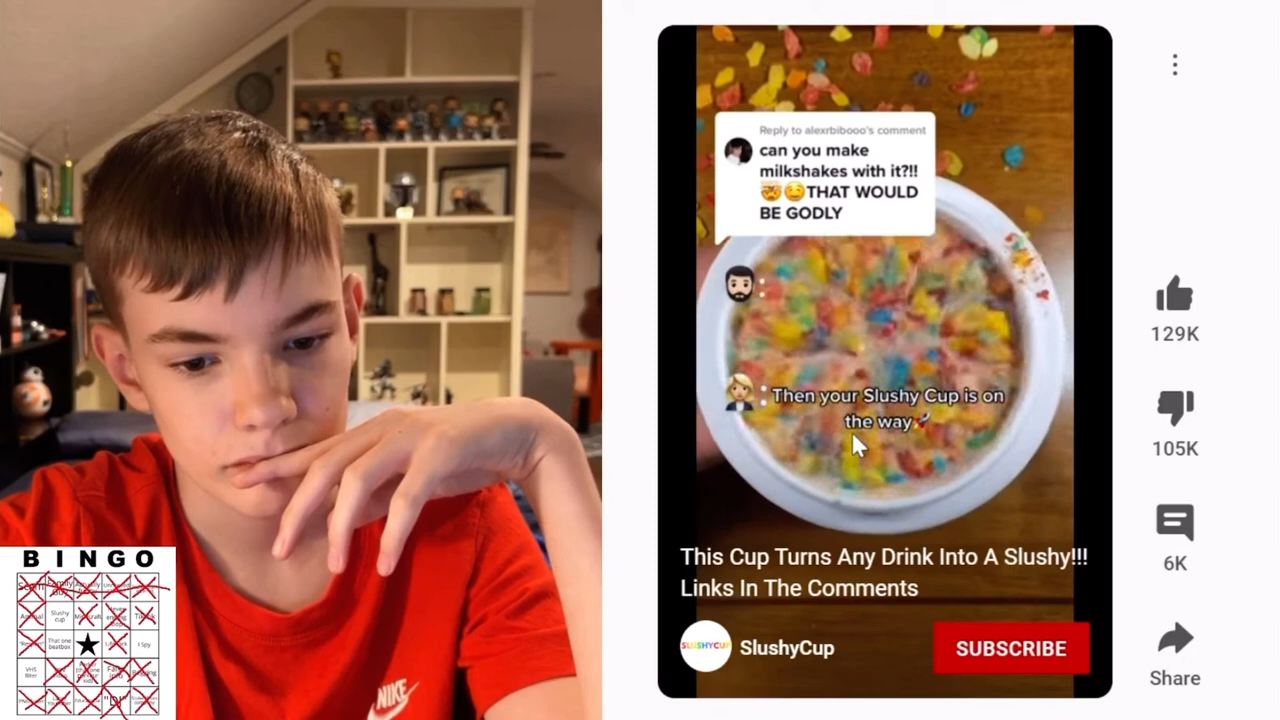 Reply to alexrbibooo's comment
can you make
milkshakes with it?!!
🤯🤤THAT WOULD
BE GODLY
Then your Slushy Cup is on
the way🚀
This Cup Turns Any Drink Into A Slushy!!!
Links In The Comments
SLUSHYCUP
SlushyCup
SUBSCRIBE
129K
105K
6K
Share
NIKE
BINGO
Slushy
cup
That one
beatbox
I Spy
VHS
filter